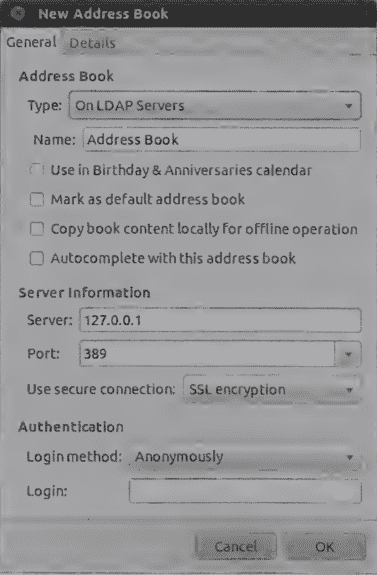 New Address Book
General Details
Address Book
Type: On LDAP Servers
Name: Address Book
Use in Birthday & Anniversaries calendar
Mark as default address book
Copy book content locally for offline operation
Autocomplete with this address book
Server Information
Server: 127.0.0.1
Port: 389
Use secure connection: SSL encryption
Authentication
Login method: Anonymously
Login:
Cancel OK